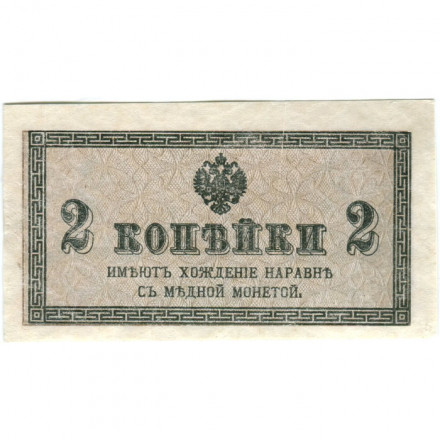 2 КОПѢЙКИ 2
ИМѢЮТЪ ХОЖДЕНІЕ НАРАВНѢ
СЪ МѢДНОЙ МОНЕТОЙ.